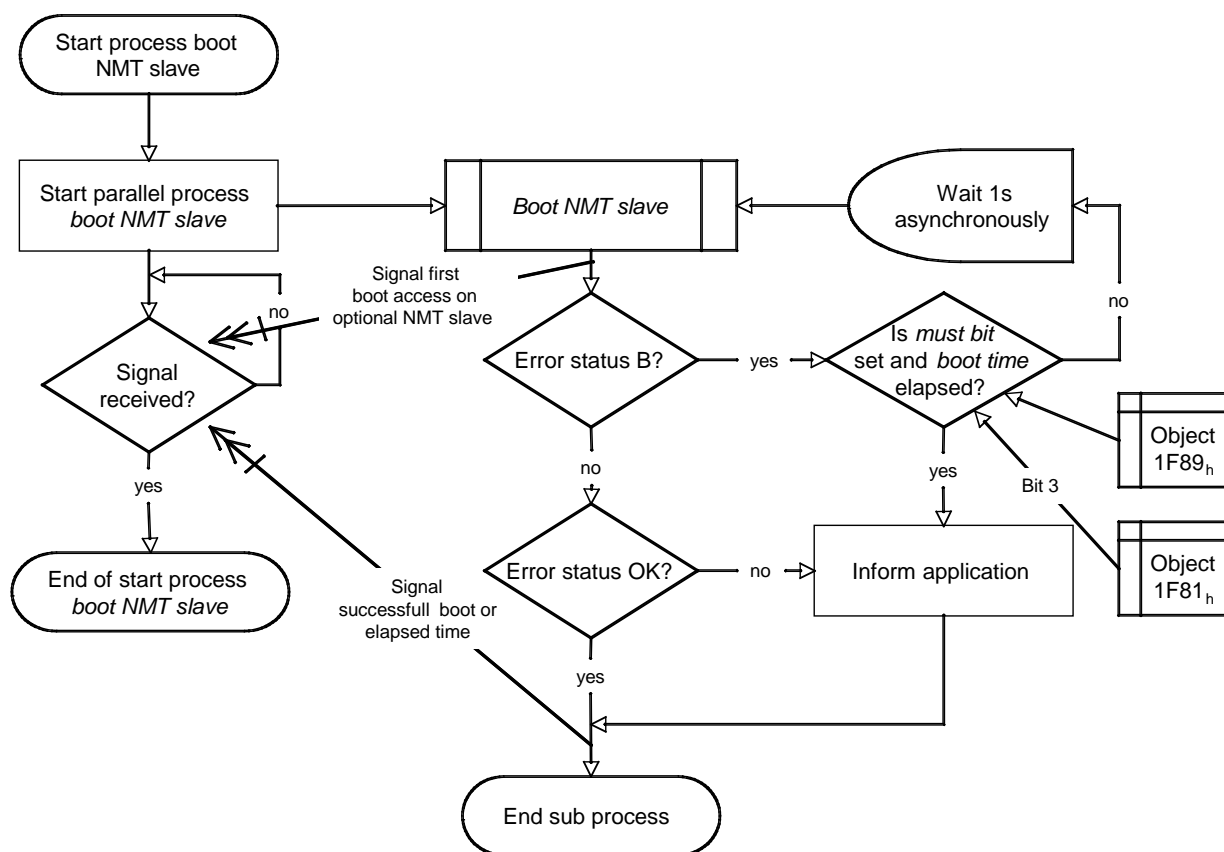 Start process boot
NMT slave
Start parallel process
boot NMT slave
Boot NMT slave
Wait 1s
asynchronously
Signal first
boot access on
optional NMT slave
no
no
Signal
received?
Error status B?
yes
Is must bit
set and boot time
elapsed?
Object
1F89h
yes
no
yes
Bit 3
End of start process
boot NMT slave
Signal
successfull boot or
elapsed time
Error status OK?
no
Inform application
Object
1F81h
yes
End sub process